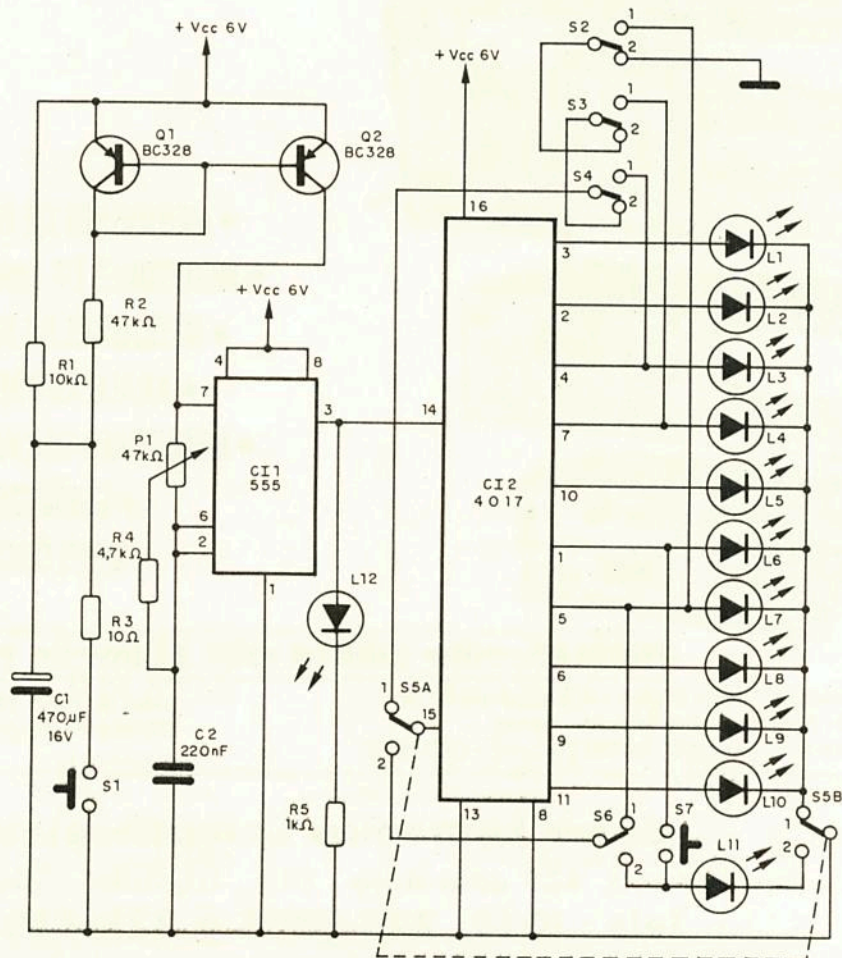 + Vcc 6V
Q1
BC328
Q2
BC328
R2
47kΩ
R1
10kΩ
+ Vcc 6V
4
8
7
3
P1
47kΩ
CI1
555
6
2
R4
4,7kΩ
1
R3
10Ω
L12
C1
470µF
16V
C2
220nF
S1
R5
1kΩ
+ Vcc 6V
S2
1
2
S3
1
2
S4
1
2
16
14
CI2
4017
3
2
4
7
10
1
5
6
9
11
15
13
8
L1
L2
L3
L4
L5
L6
L7
L8
L9
L10
1
S5A
2
S6
1
2
S7
L11
S5B
1
2